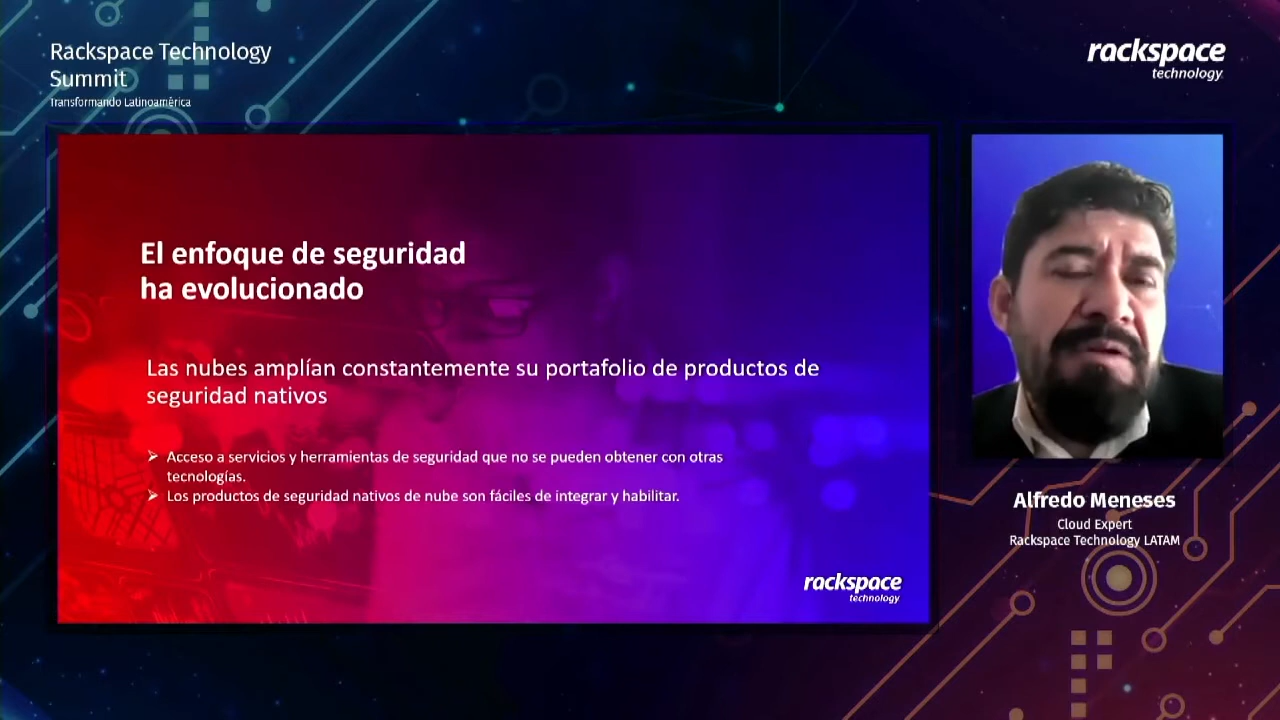 Rackspace Technology
Summit
Transformando Latinoamérica
rackspace
technology
El enfoque de seguridad
ha evolucionado
Las nubes amplían constantemente su portafolio de productos de
seguridad nativos
➢ Acceso a servicios y herramientas de seguridad que no se pueden obtener con otras
tecnologías.
➢ Los productos de seguridad nativos de nube son fáciles de integrar y habilitar.
rackspace
technology
Alfredo Meneses
Cloud Expert
Rackspace Technology LATAM